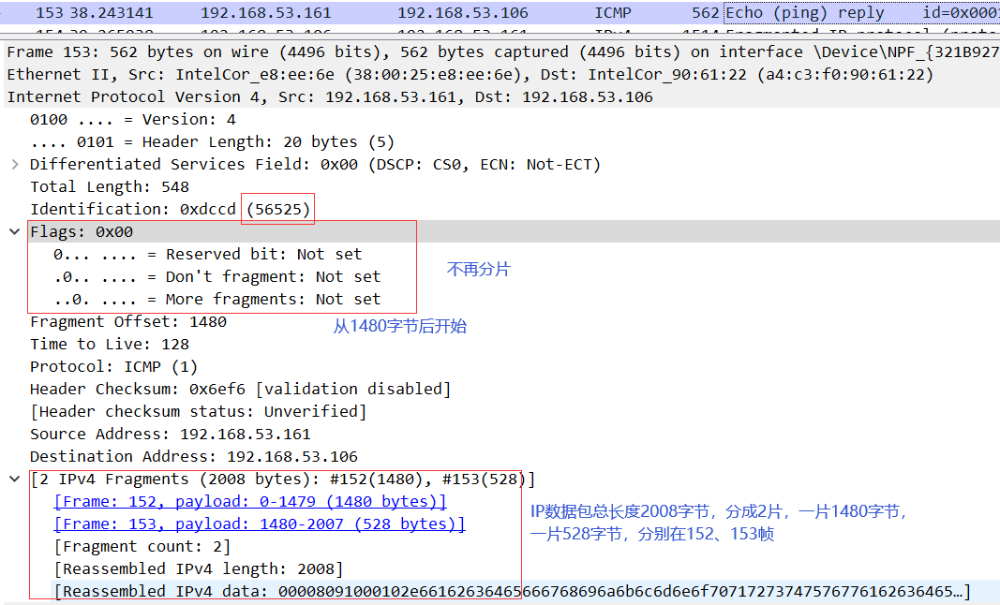 153 38.243141 192.168.53.161 192.168.53.106 ICMP 562 Echo (ping) reply id=0x0001
Frame 153: 562 bytes on wire (4496 bits), 562 bytes captured (4496 bits) on interface \Device\NPF_{321B927
Ethernet II, Src: IntelCor_e8:ee:6e (38:00:25:e8:ee:6e), Dst: IntelCor_90:61:22 (a4:c3:f0:90:61:22)
Internet Protocol Version 4, Src: 192.168.53.161, Dst: 192.168.53.106
0100 .... = Version: 4
.... 0101 = Header Length: 20 bytes (5)
Differentiated Services Field: 0x00 (DSCP: CS0, ECN: Not-ECT)
Total Length: 548
Identification: 0xdccd (56525)
Flags: 0x00
0... .... = Reserved bit: Not set
.0.. .... = Don't fragment: Not set
不再分片
..0. .... = More fragments: Not set
Fragment Offset: 1480
从1480字节后开始
Time to Live: 128
Protocol: ICMP (1)
Header Checksum: 0x6ef6 [validation disabled]
[Header checksum status: Unverified]
Source Address: 192.168.53.161
Destination Address: 192.168.53.106
[2 IPv4 Fragments (2008 bytes): #152(1480), #153(528)]
[Frame: 152, payload: 0-1479 (1480 bytes)]
[Frame: 153, payload: 1480-2007 (528 bytes)]
IP数据包总长度2008字节，分成2片，一片1480字节，
一片528字节，分别在152、153帧
[Fragment count: 2]
[Reassembled IPv4 length: 2008]
[Reassembled IPv4 data: 00008091000102e66162636465666768696a6b6c6d6e6f7071727374757677616263646​5…]